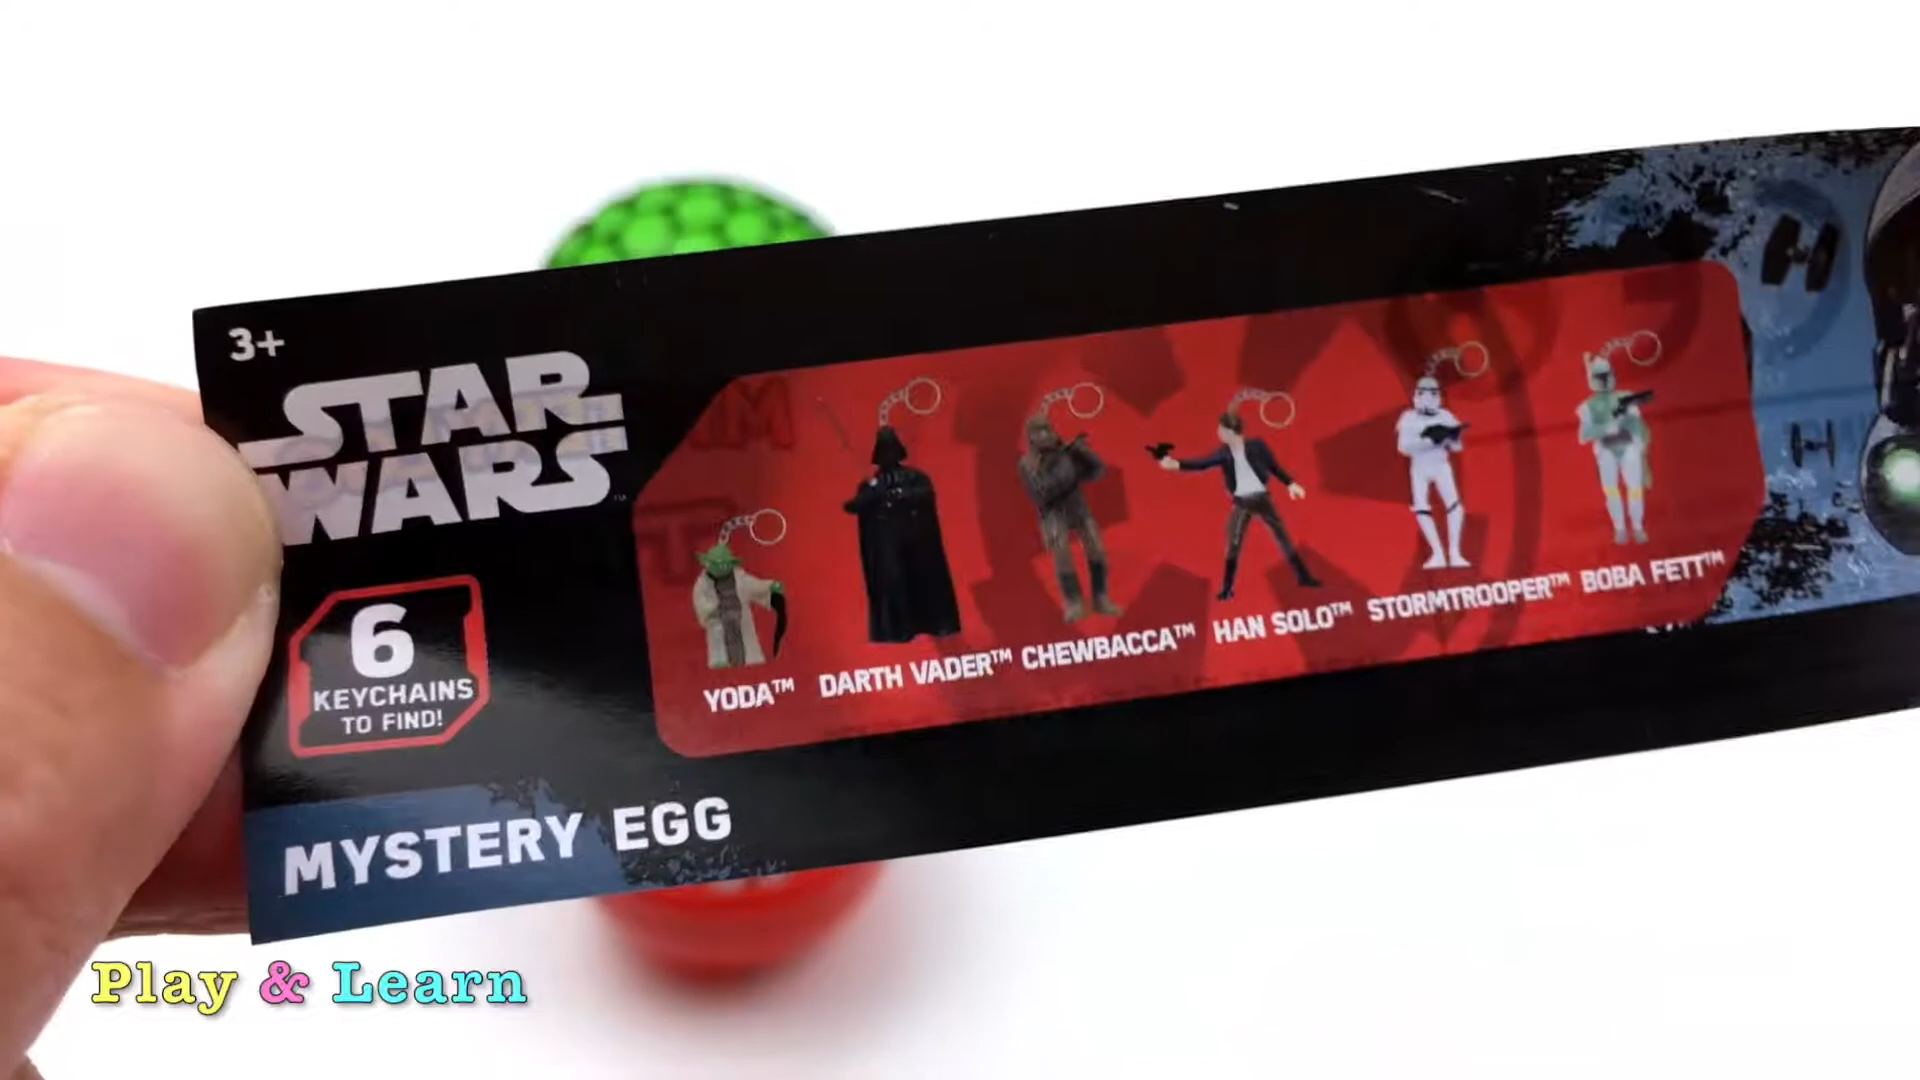 3+
STAR
WARS
6
KEYCHAINS
TO FIND!
YODA™ DARTH VADER™ CHEWBACCA™ HAN SOLO™ STORMTROOPER™ BOBA FETT™
MYSTERY EGG
Play & Learn